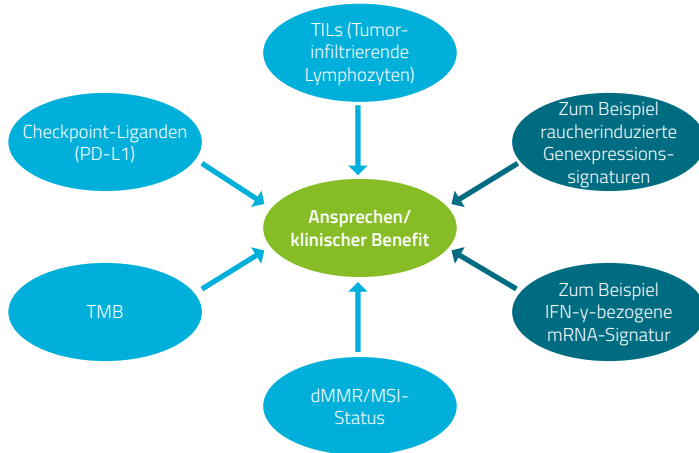 TILs (Tumor-
infiltrierende
Lymphozyten)
Checkpoint-Liganden
(PD-L1)
Zum Beispiel
raucherinduzierte
Genexpressions-
signaturen
Ansprechen/
klinischer Benefit
TMB
Zum Beispiel
IFN-y-bezogene
mRNA-Signatur
dMMR/MSI-
Status